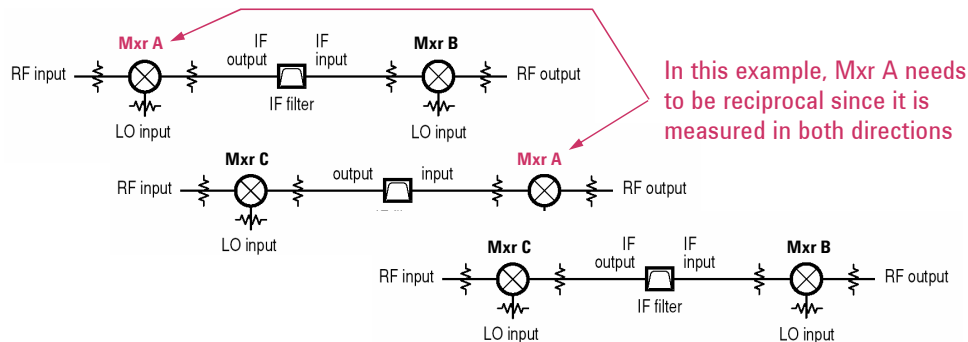 Mxr A
IF output
IF input
Mxr B
RF input
RF output
IF filter
LO input
LO input
In this example, Mxr A needs
to be reciprocal since it is
measured in both directions
Mxr C
output
input
Mxr A
RF input
RF output
LO input
Mxr C
IF output
IF input
Mxr B
RF input
RF output
IF filter
LO input
LO input